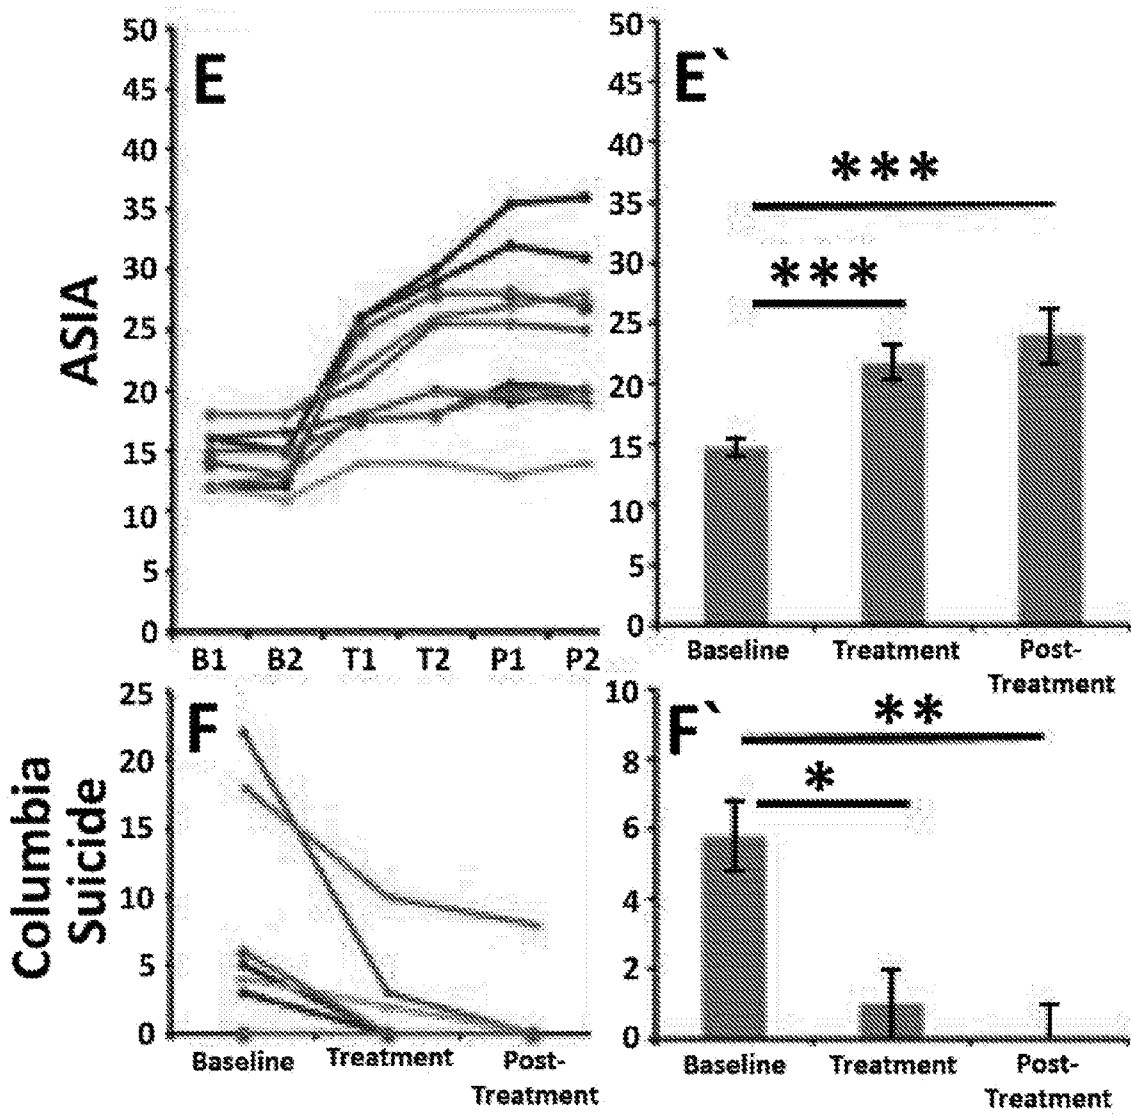 ASIA
50
45
40
35
30
25
20
15
10
5
0
E
B1 B2 T1 T2 P1 P2
50
45
40
35
30
25
20
15
10
5
0
E`
***
***
Baseline Treatment Post-
Treatment
Columbia
Suicide
25
20
15
10
5
0
F
Baseline Treatment Post-
Treatment
10
8
6
4
2
0
F`
**
*
Baseline Treatment Post-
Treatment